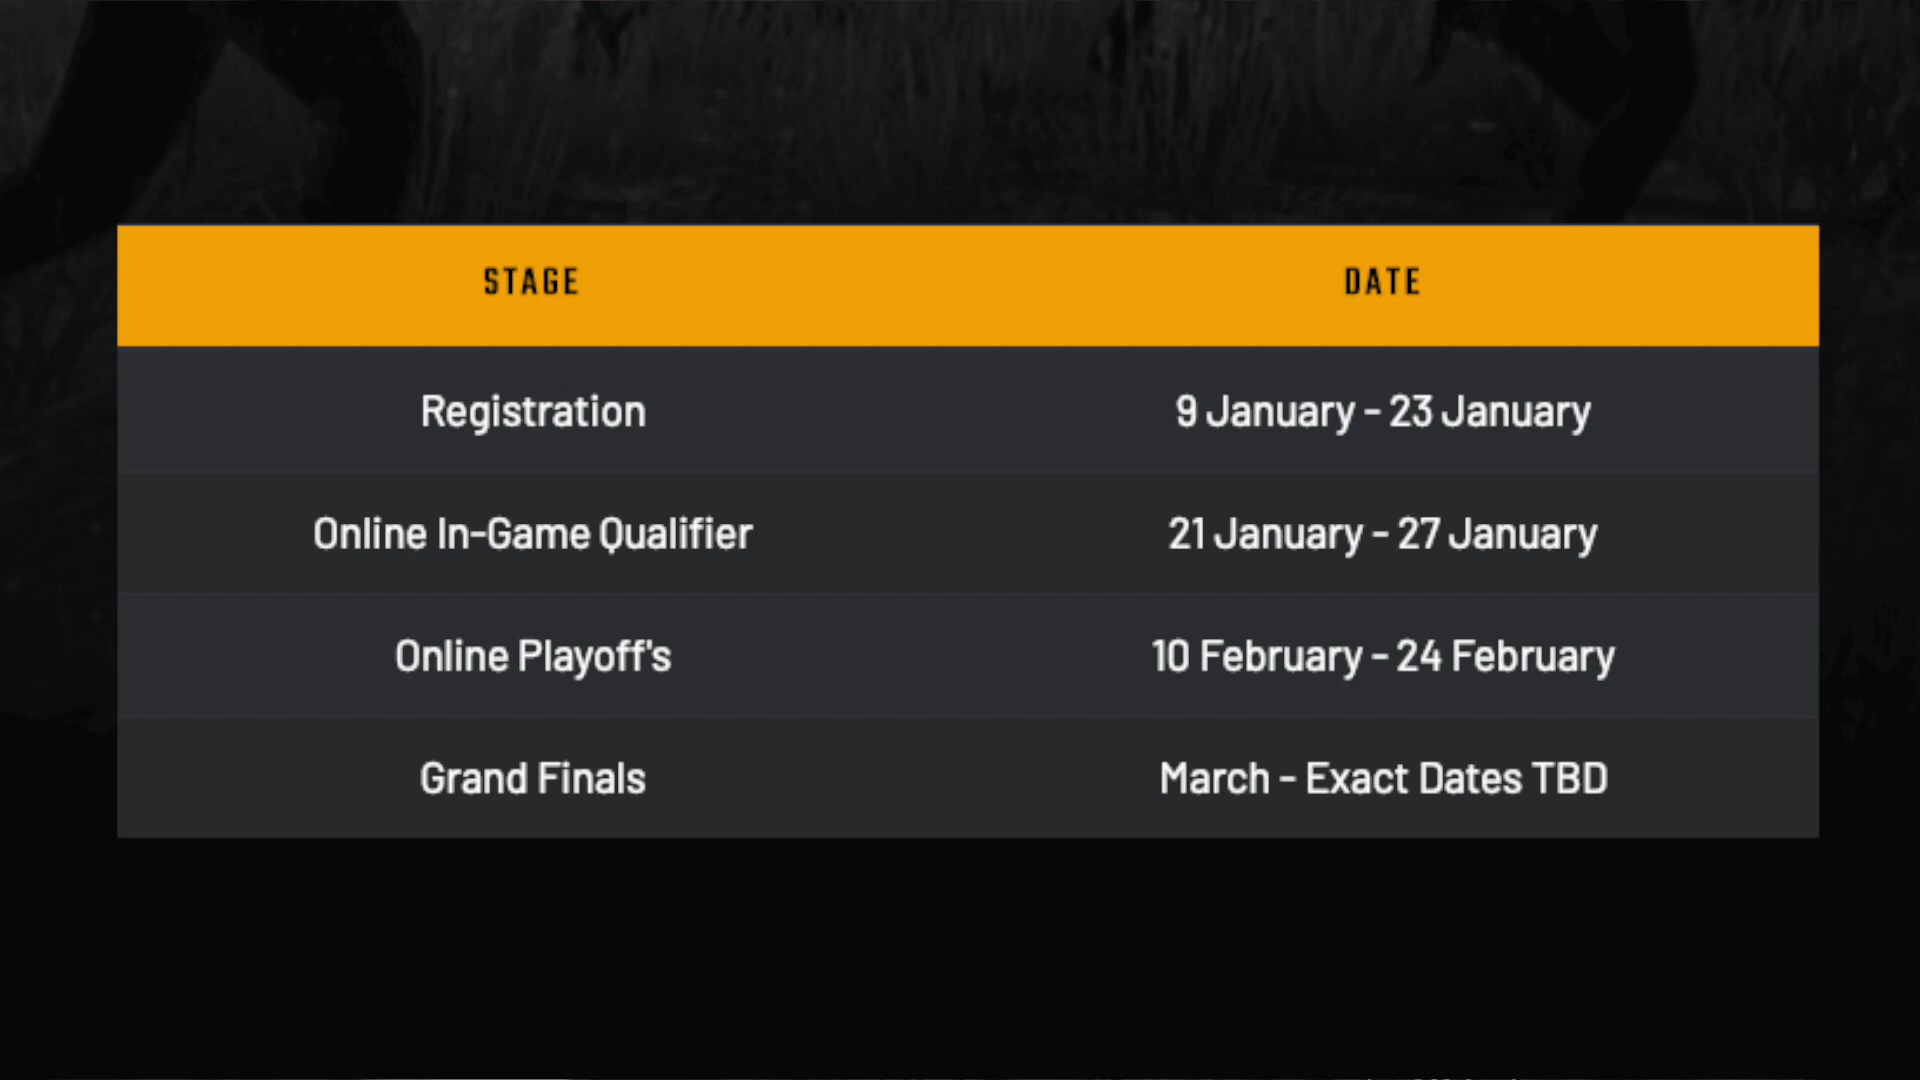 STAGE DATE
Registration 9 January - 23 January
Online In-Game Qualifier 21 January - 27 January
Online Playoff's 10 February - 24 February
Grand Finals March - Exact Dates TBD